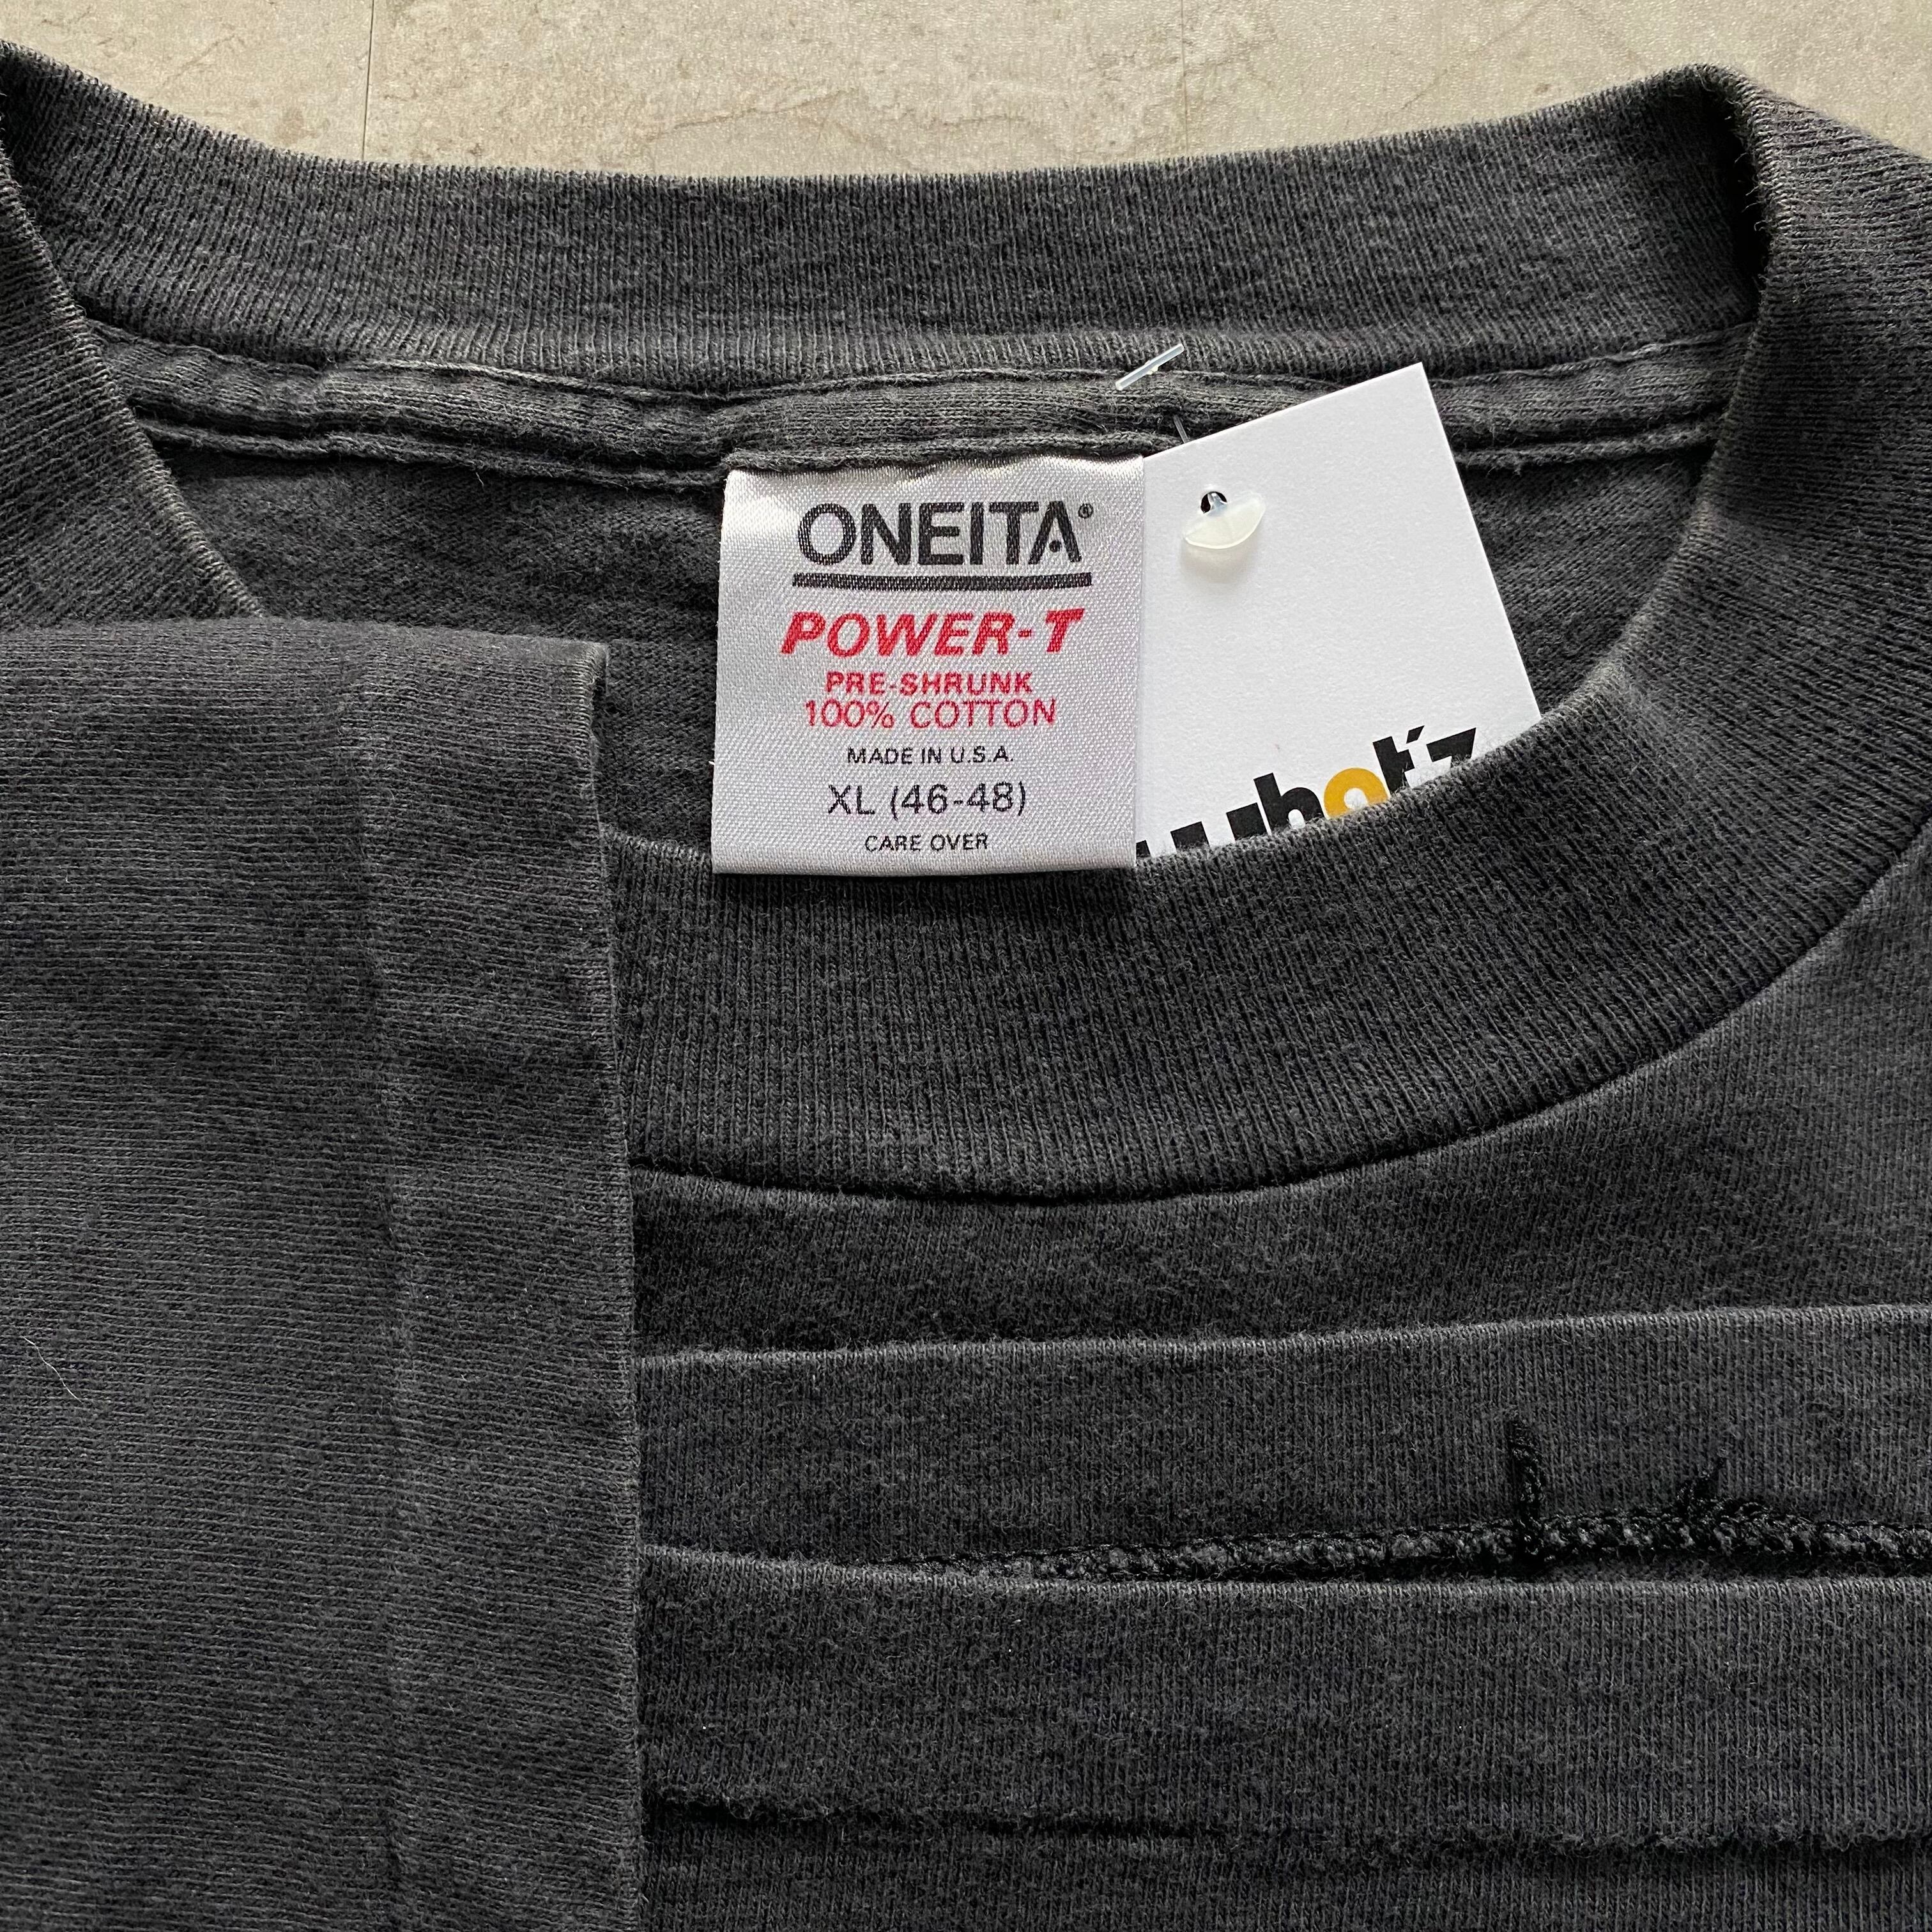 ONEITA®
POWER-T
PRE-SHRUNK
100% COTTON
MADE IN U.S.A.
XL (46-48)
CARE OVER